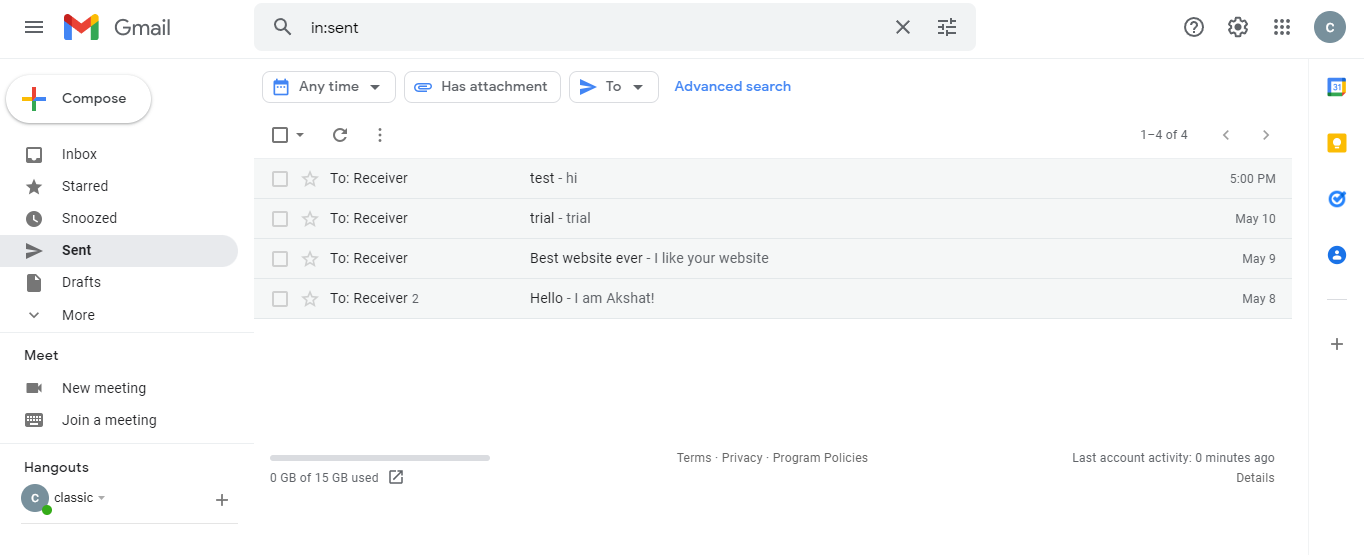 Gmail
in:sent
C
Compose
Any time
Has attachment
To
Advanced search
31
1–4 of 4
Inbox
Starred
Snoozed
Sent
Drafts
More
To: Receiver test - hi 5:00 PM
To: Receiver trial - trial May 10
To: Receiver Best website ever - I like your website May 9
To: Receiver 2 Hello - I am Akshat! May 8
Meet
New meeting
Join a meeting
Hangouts
C classic
0 GB of 15 GB used
Terms · Privacy · Program Policies
Last account activity: 0 minutes ago
Details